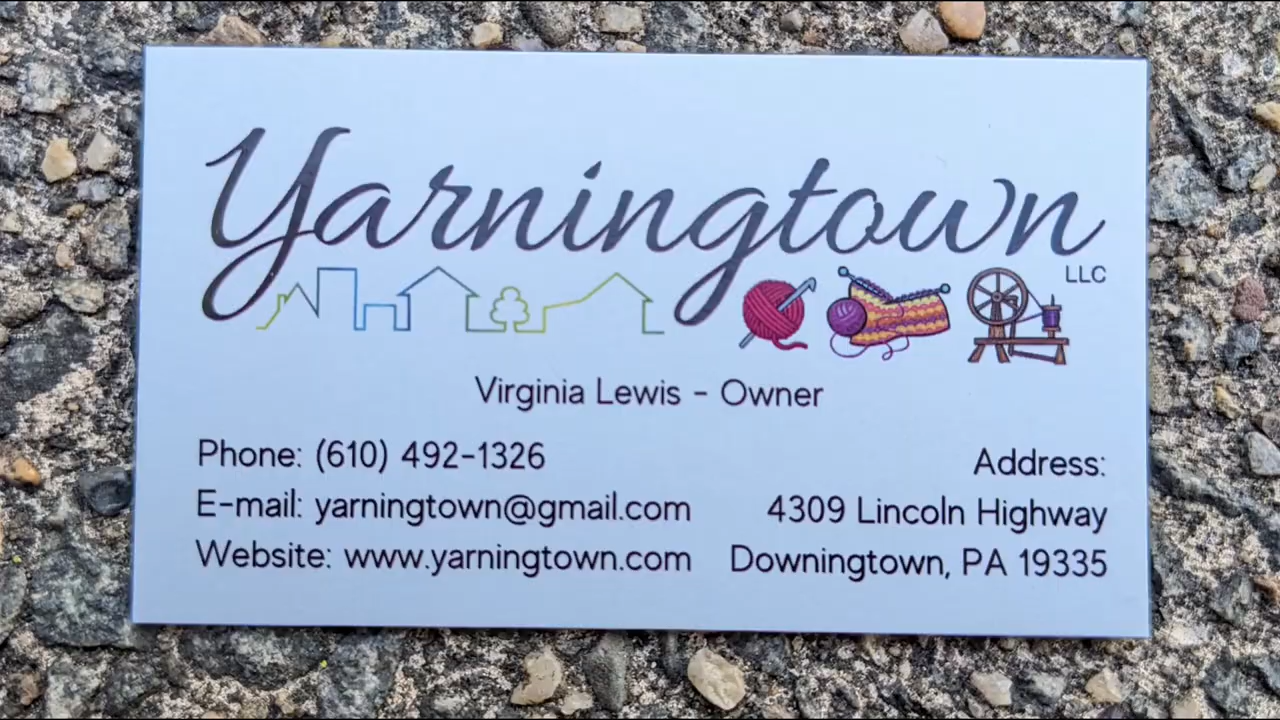 Yarningtown
LLC
Virginia Lewis - Owner
Phone: (610) 492-1326
E-mail: yarningtown@gmail.com
Website: www.yarningtown.com
Address:
4309 Lincoln Highway
Downingtown, PA 19335